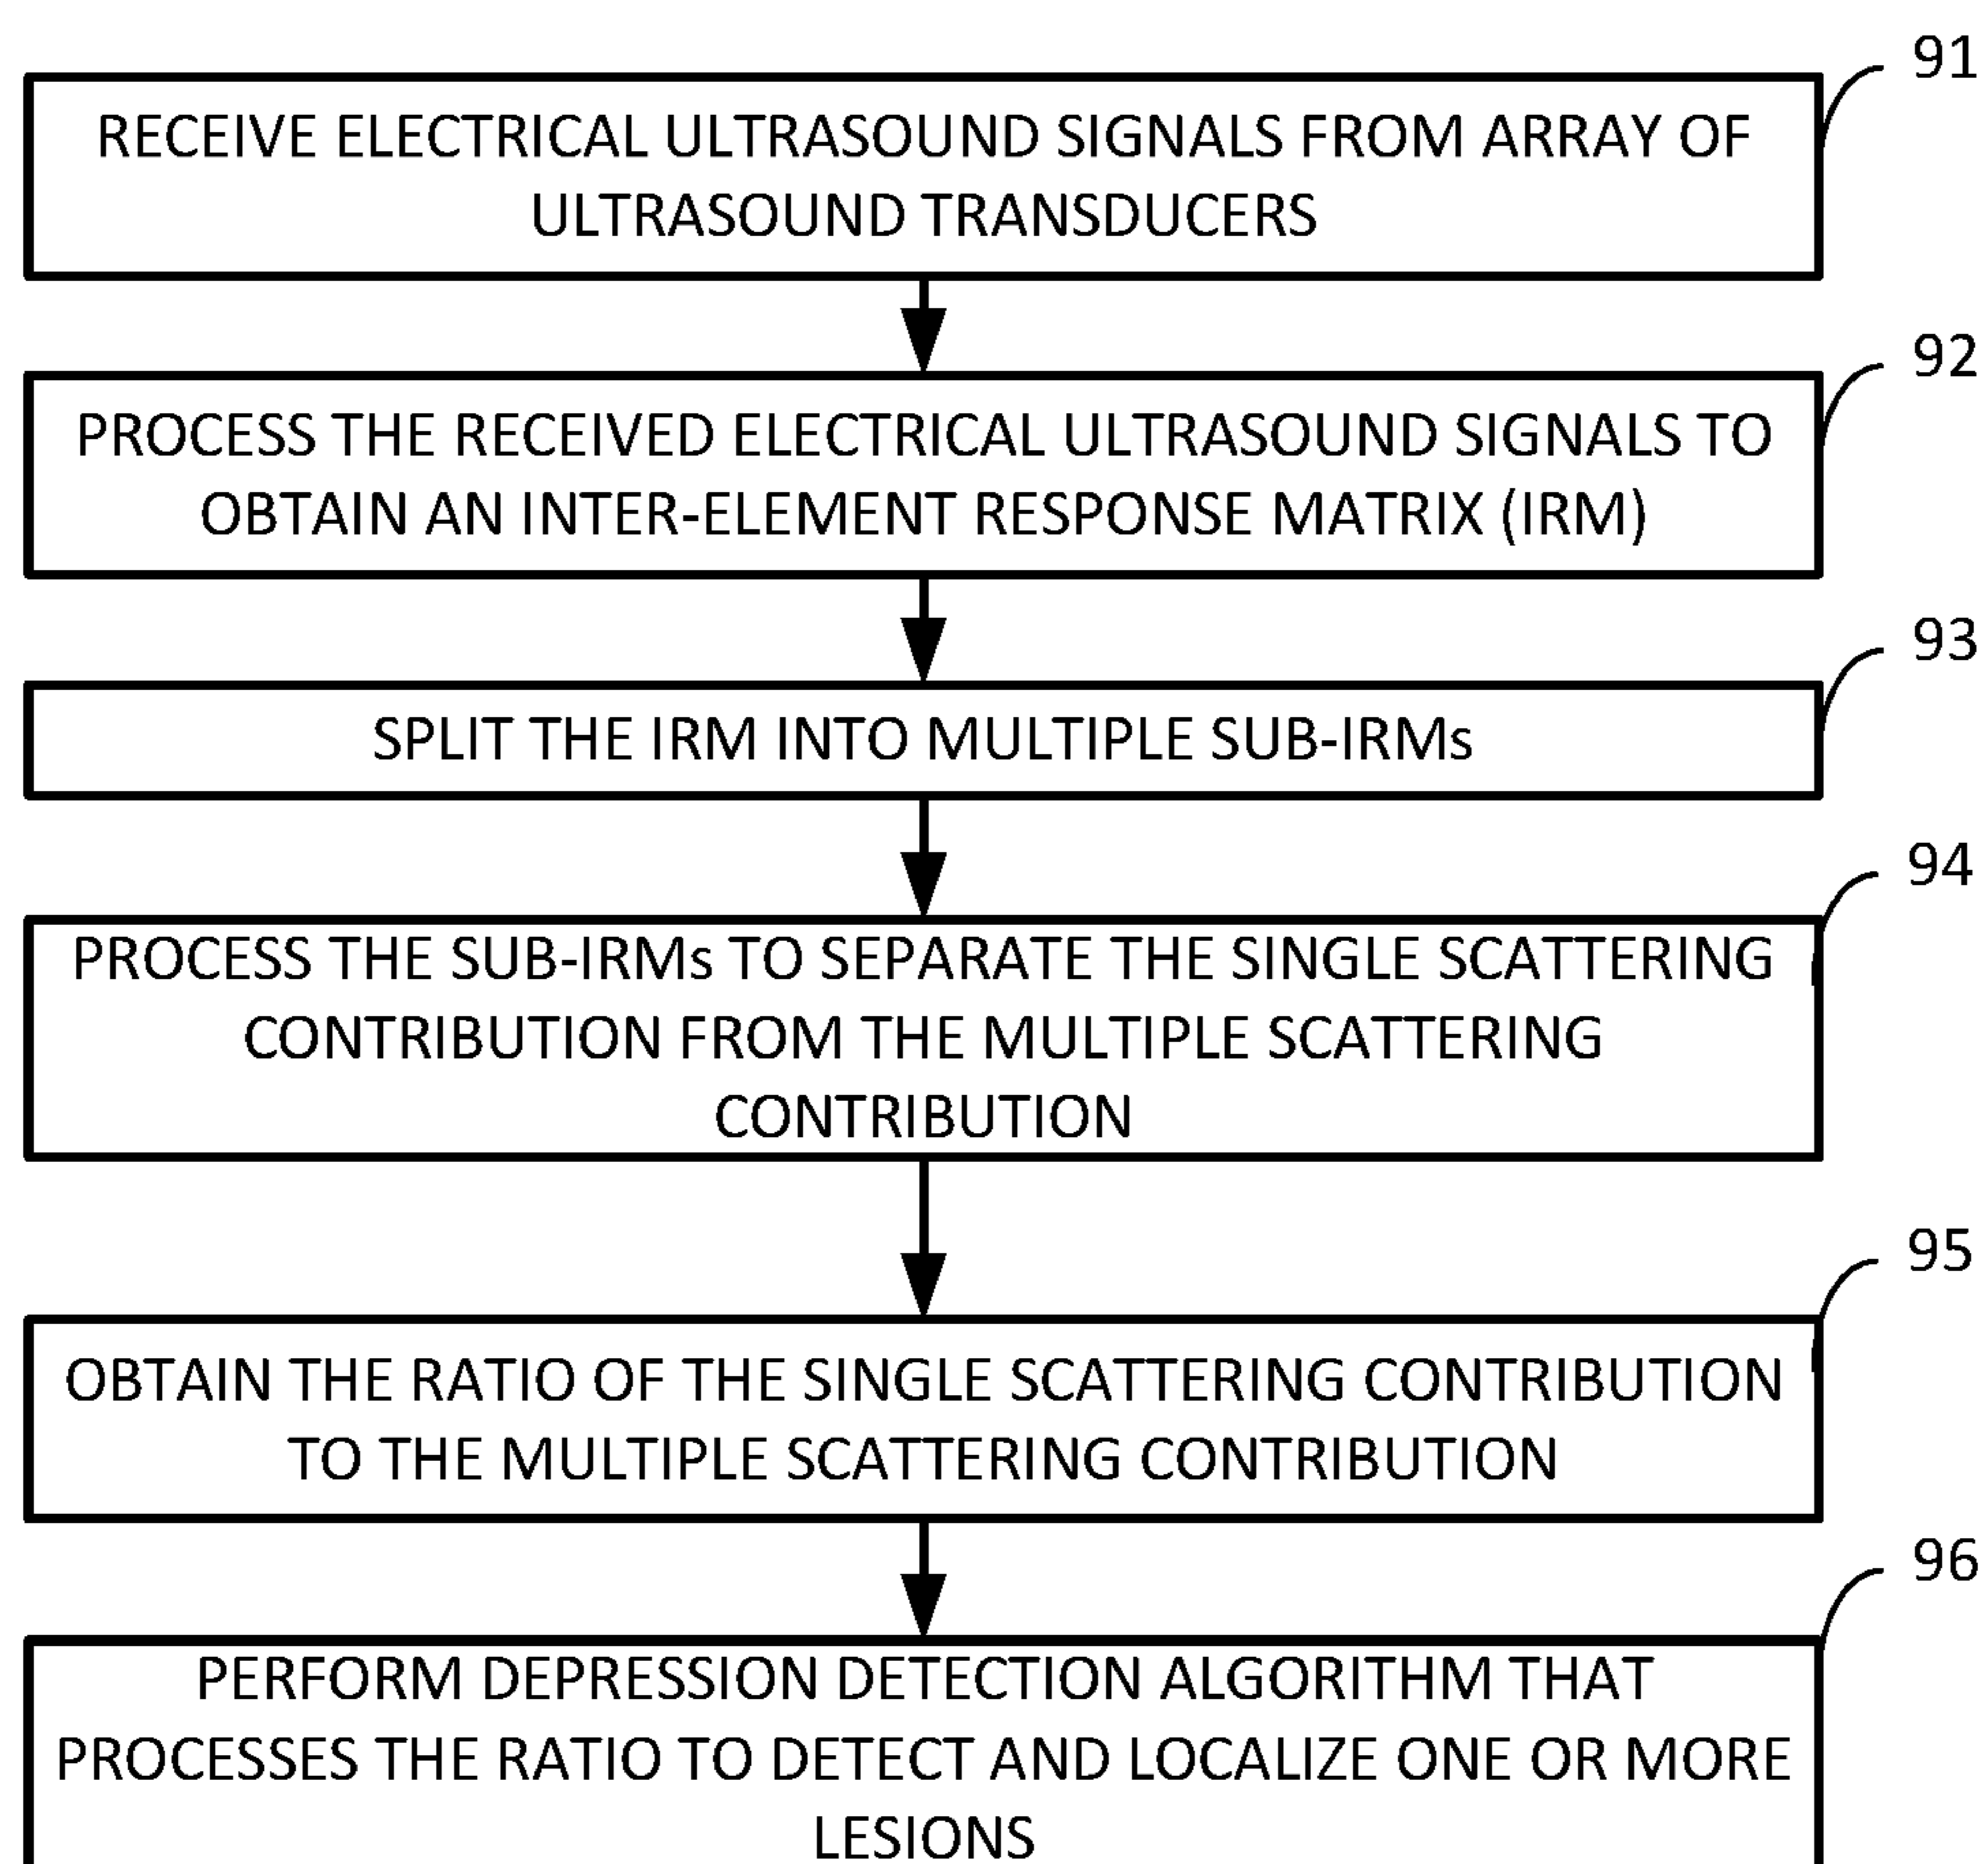 91
RECEIVE ELECTRICAL ULTRASOUND SIGNALS FROM ARRAY OF
ULTRASOUND TRANSDUCERS
92
PROCESS THE RECEIVED ELECTRICAL ULTRASOUND SIGNALS TO
OBTAIN AN INTER-ELEMENT RESPONSE MATRIX (IRM)
93
SPLIT THE IRM INTO MULTIPLE SUB-IRMs
94
PROCESS THE SUB-IRMs TO SEPARATE THE SINGLE SCATTERING
CONTRIBUTION FROM THE MULTIPLE SCATTERING
CONTRIBUTION
95
OBTAIN THE RATIO OF THE SINGLE SCATTERING CONTRIBUTION
TO THE MULTIPLE SCATTERING CONTRIBUTION
96
PERFORM DEPRESSION DETECTION ALGORITHM THAT
PROCESSES THE RATIO TO DETECT AND LOCALIZE ONE OR MORE
LESIONS